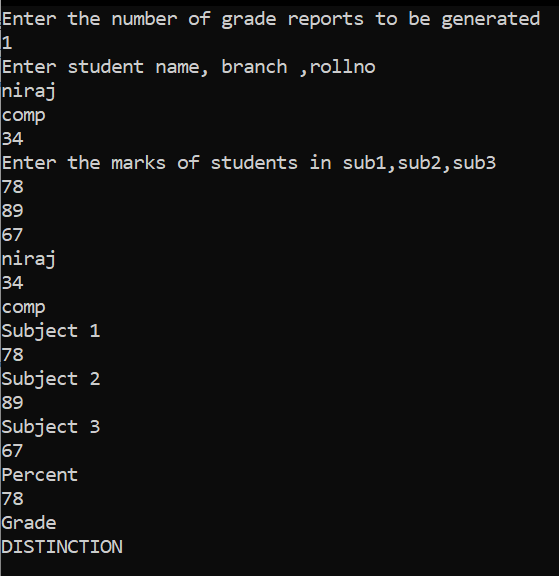 Enter the number of grade reports to be generated
1
Enter student name, branch ,rollno
niraj
comp
34
Enter the marks of students in sub1,sub2,sub3
78
89
67
niraj
34
comp
Subject 1
78
Subject 2
89
Subject 3
67
Percent
78
Grade
DISTINCTION